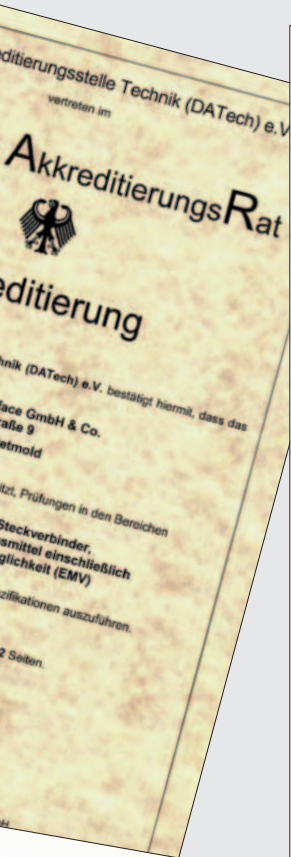 ditierungsstelle Technik (DATech) e.V
vertreten im
AkkreditierungsRat
editierung
hnik (DATech) e.V. bestätigt hiermit, dass das
face GmbH & Co.
raße 9
etmold
itzt, Prüfungen in den Bereichen
Steckverbinder,
smittel einschließlich
glichkeit (EMV)
zifikationen auszuführen.
2 Seiten.